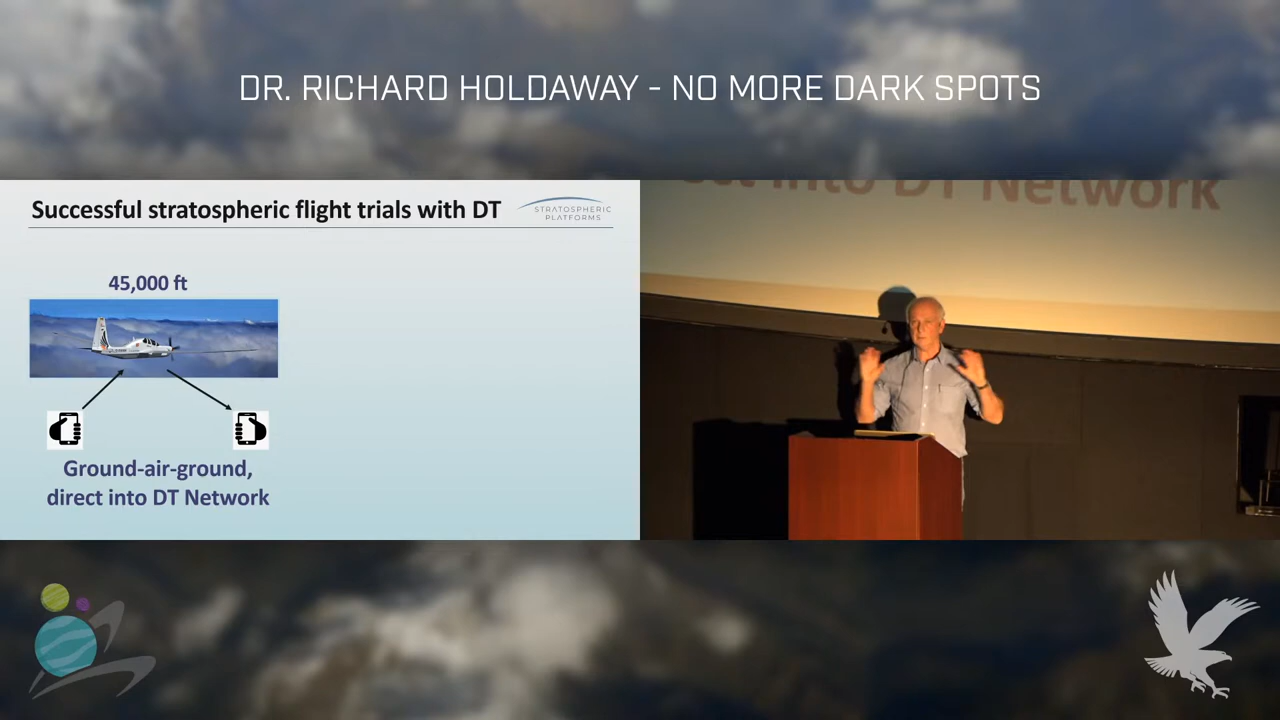 DR. RICHARD HOLDAWAY - NO MORE DARK SPOTS
Successful stratospheric flight trials with DT
STRATOSPHERIC
PLATFORMS
45,000 ft
Ground-air-ground,
direct into DT Network
into DT Network